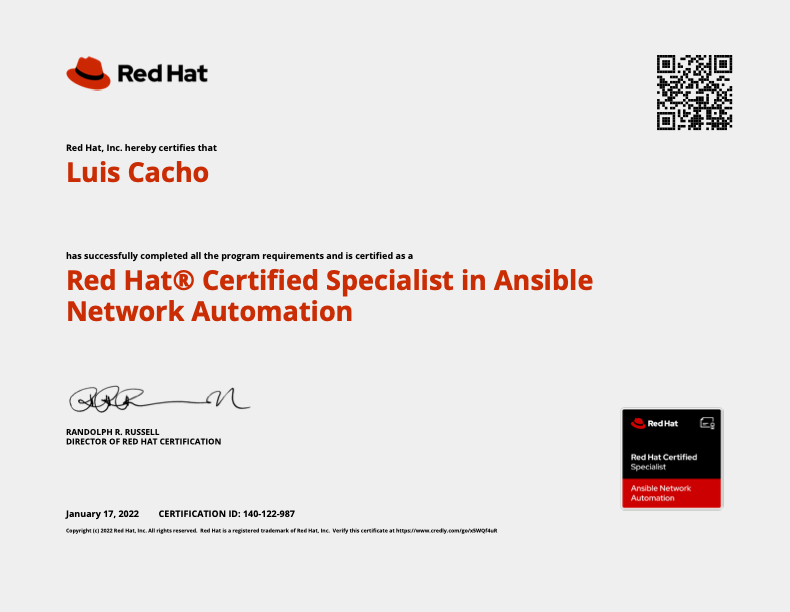 Red Hat
Red Hat, Inc. hereby certifies that
Luis Cacho
has successfully completed all the program requirements and is certified as a
Red Hat® Certified Specialist in Ansible
Network Automation
RANDOLPH R. RUSSELL
DIRECTOR OF RED HAT CERTIFICATION
Red Hat
Red Hat Certified
Specialist
Ansible Network
Automation
January 17, 2022 CERTIFICATION ID: 140-122-987
Copyright (c) 2022 Red Hat, Inc. All rights reserved. Red Hat is a registered trademark of Red Hat, Inc. Verify this certificate at https://www.credly.com/go/x5WQf4uR